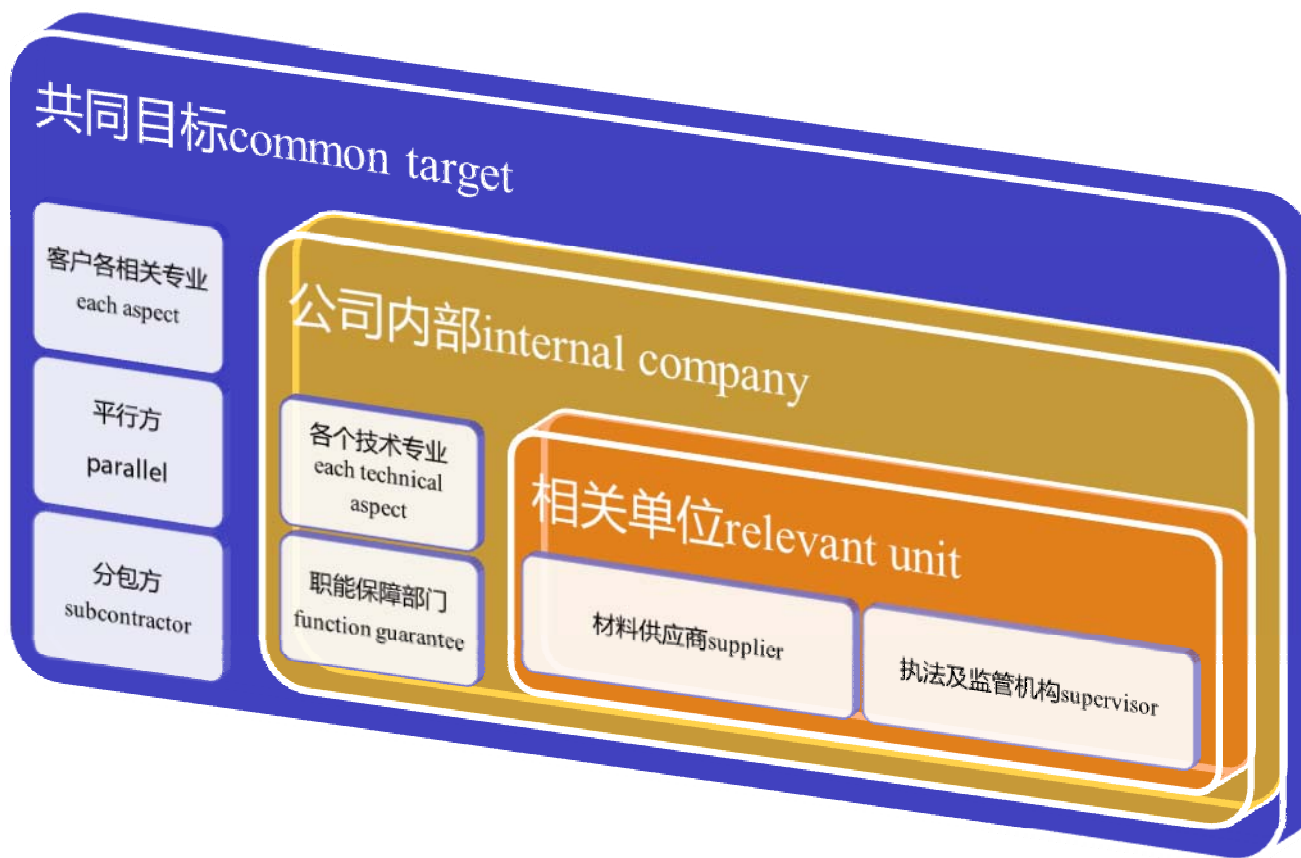 共同目标common target
客户各相关专业
each aspect
平行方
parallel
分包方
subcontractor
公司内部internal company
各个技术专业
each technical
aspect
职能保障部门
function guarantee
相关单位relevant unit
材料供应商supplier
执法及监管机构supervisor